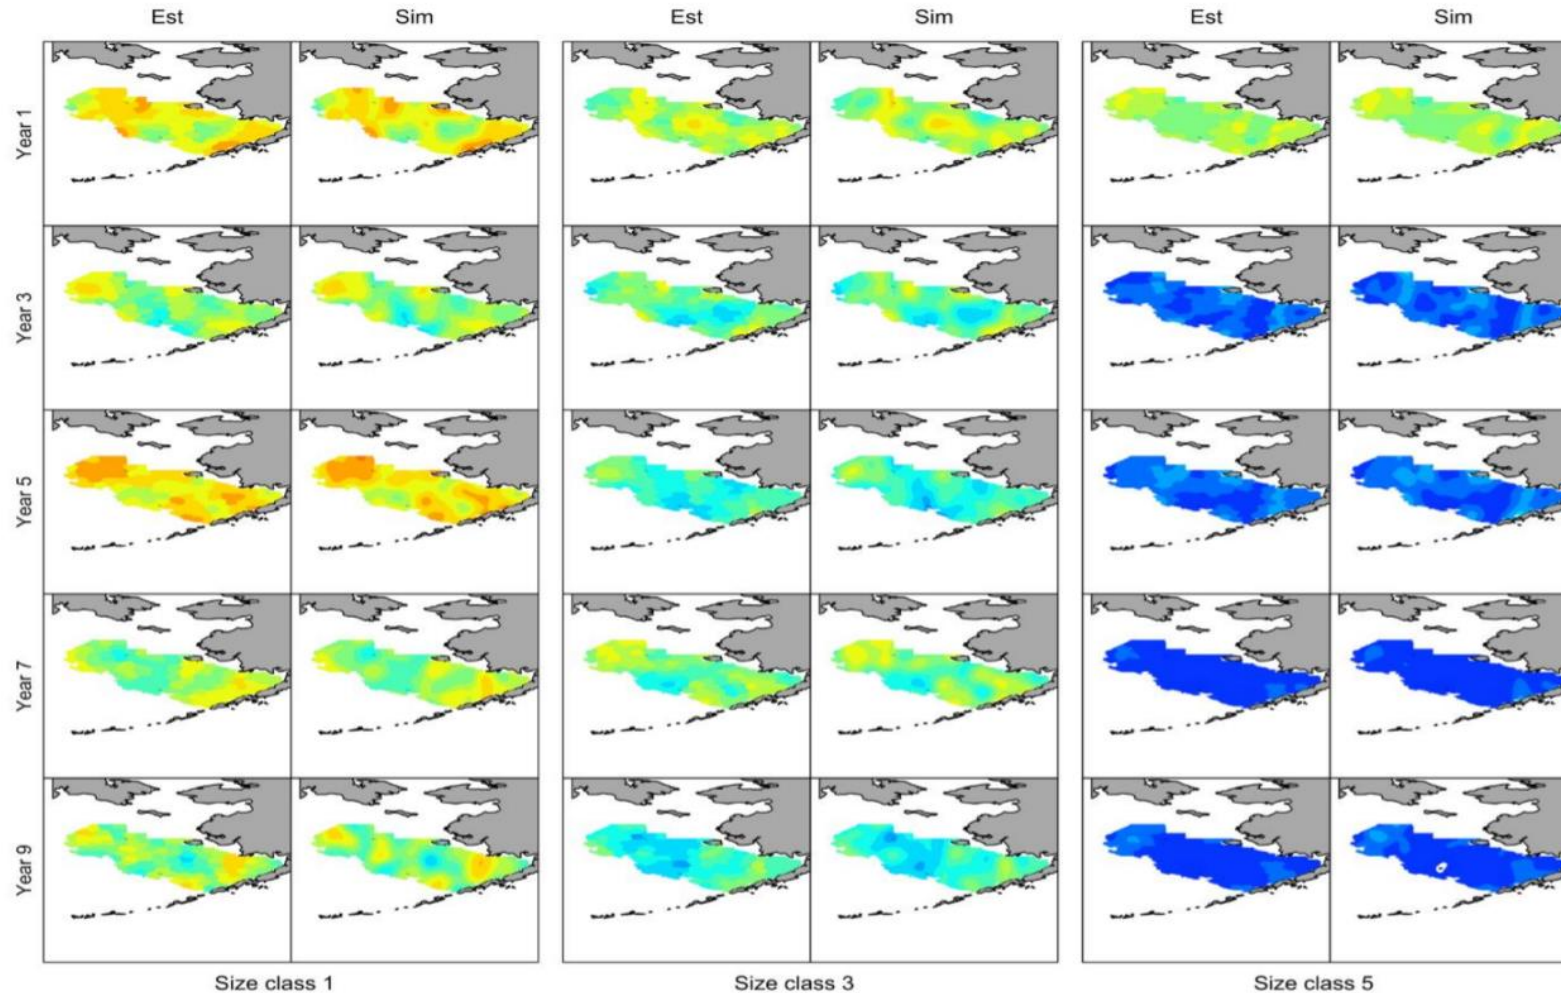 Est Sim Est Sim Est Sim
Year 1
Year 3
Year 5
Year 7
Year 9
Size class 1 Size class 3 Size class 5